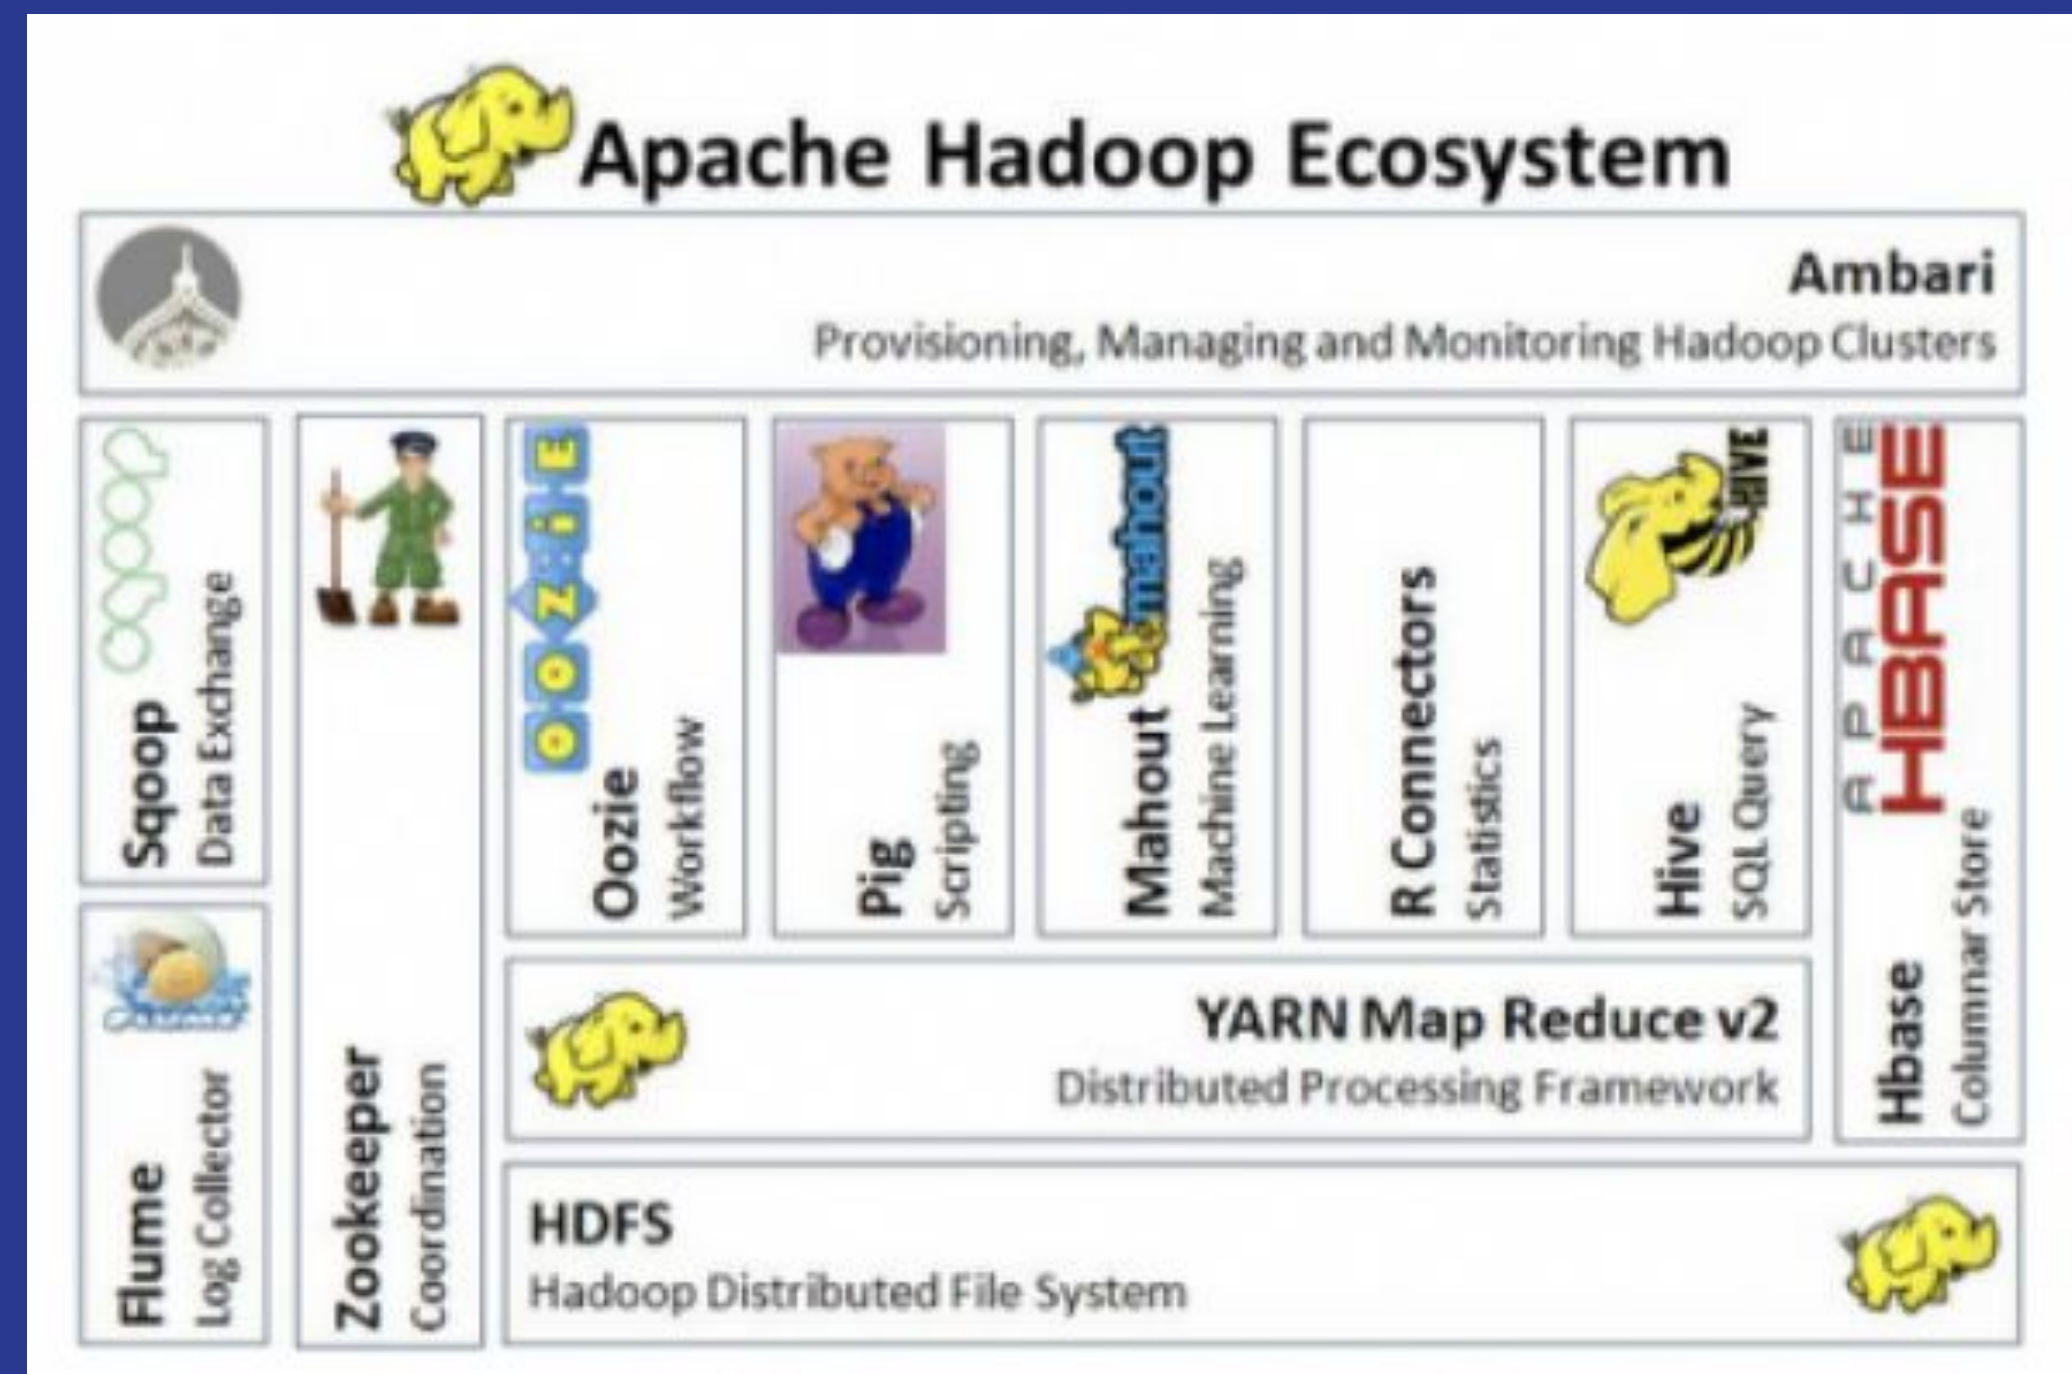 Apache Hadoop Ecosystem
Ambari
Provisioning, Managing and Monitoring Hadoop Clusters
sqoop
Sqoop
Data Exchange
Flume
Log Collector
Zookeeper
Coordination
OOZiE
Oozie
Workflow
Pig
Scripting
mahout
Mahout
Machine Learning
R Connectors
Statistics
HIVE
Hive
SQL Query
APACHE
HBASE
Hbase
Columnar Store
YARN Map Reduce v2
Distributed Processing Framework
HDFS
Hadoop Distributed File System